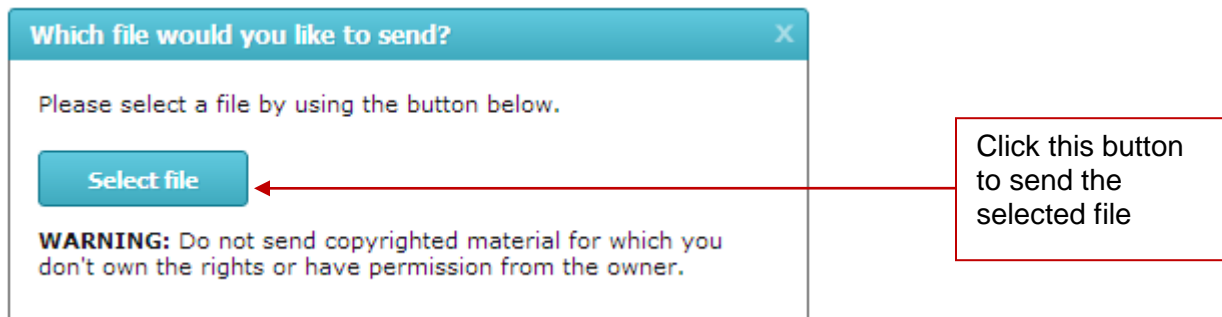 Which file would you like to send?
X
Please select a file by using the button below.
Select file
WARNING: Do not send copyrighted material for which you
don't own the rights or have permission from the owner.
Click this button
to send the
selected file